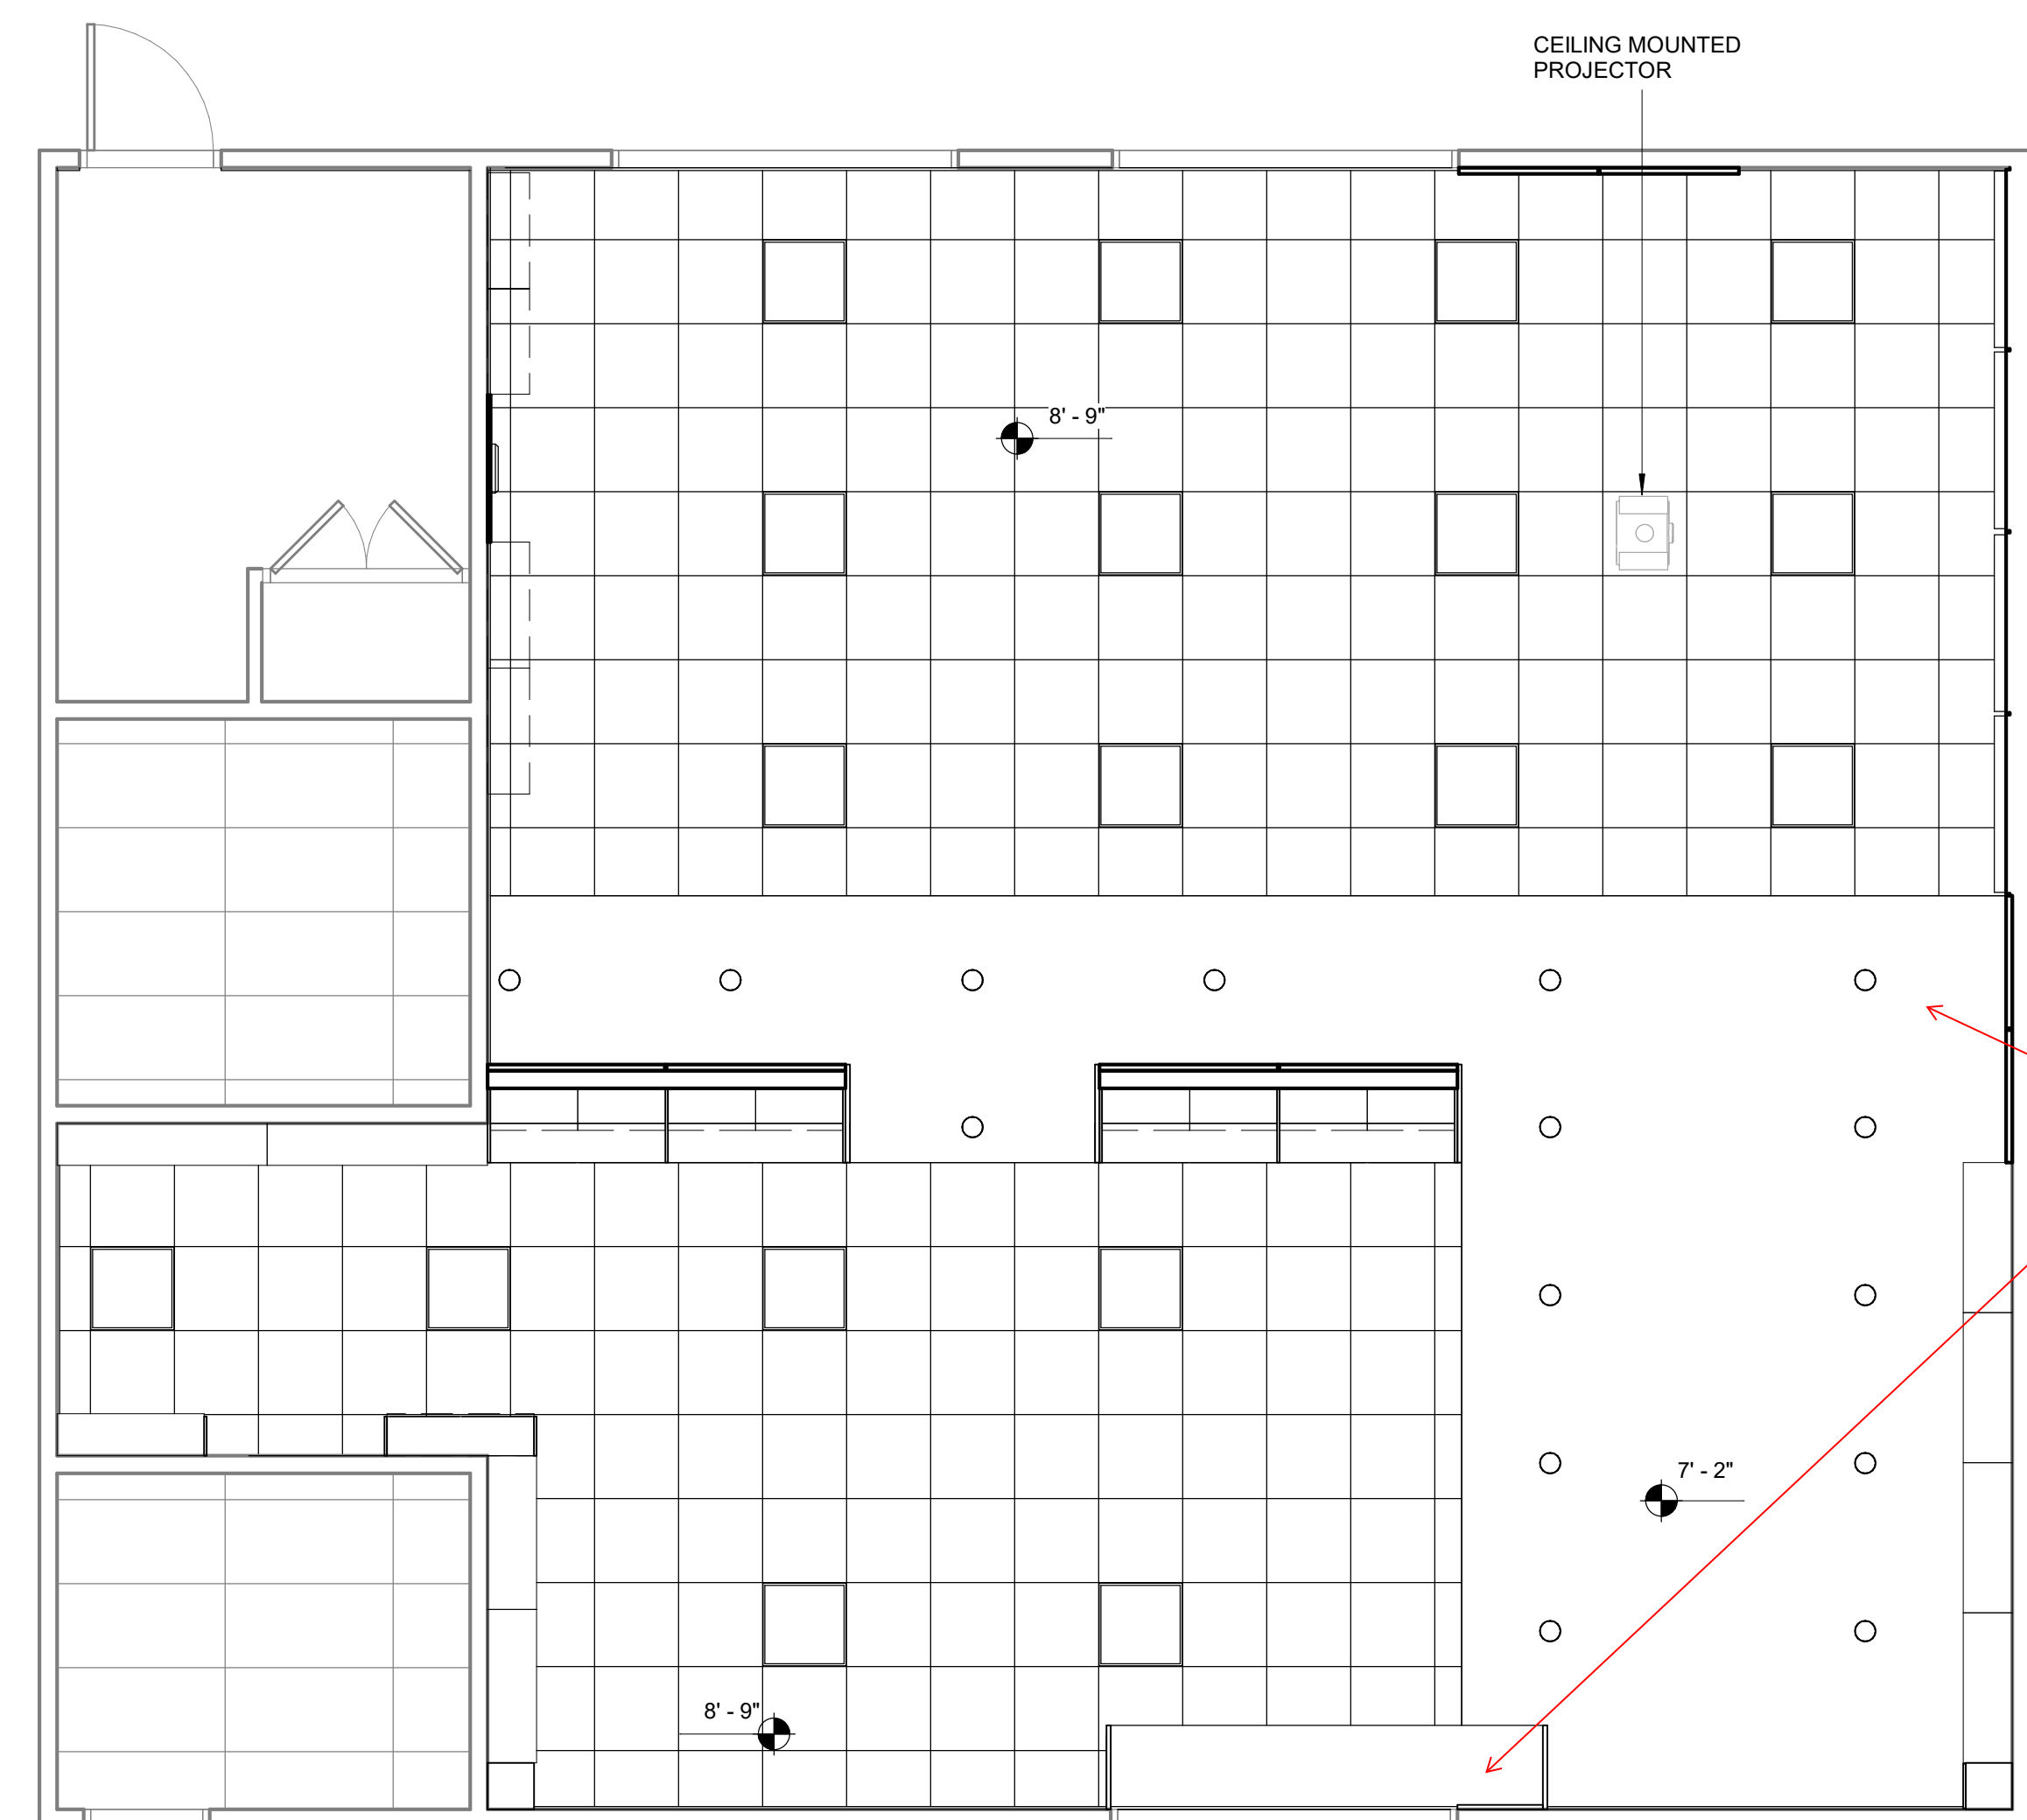 CEILING MOUNTED
PROJECTOR
8' - 9"
7' - 2"
8' - 9"